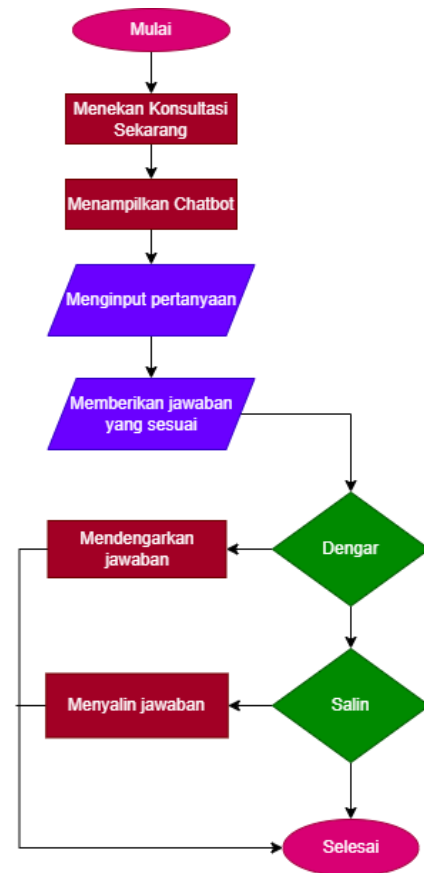 Mulai
Menekan Konsultasi
Sekarang
Menampilkan Chatbot
Menginput pertanyaan
Memberikan jawaban
yang sesuai
Mendengarkan
jawaban
Dengar
Menyalin jawaban
Salin
Selesai